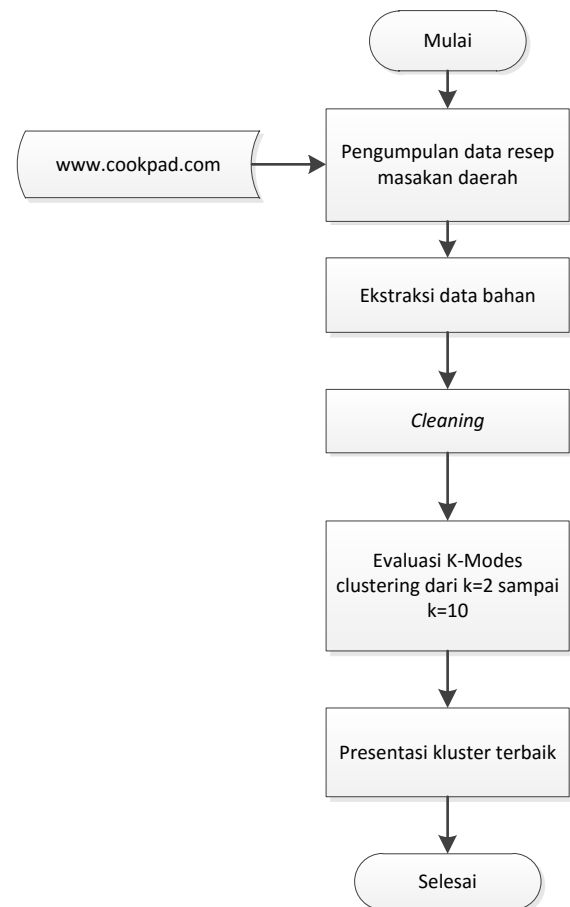 Mulai
www.cookpad.com
Pengumpulan data resep
masakan daerah
Ekstraksi data bahan
Cleaning
Evaluasi K-Modes
clustering dari k=2 sampai
k=10
Presentasi kluster terbaik
Selesai